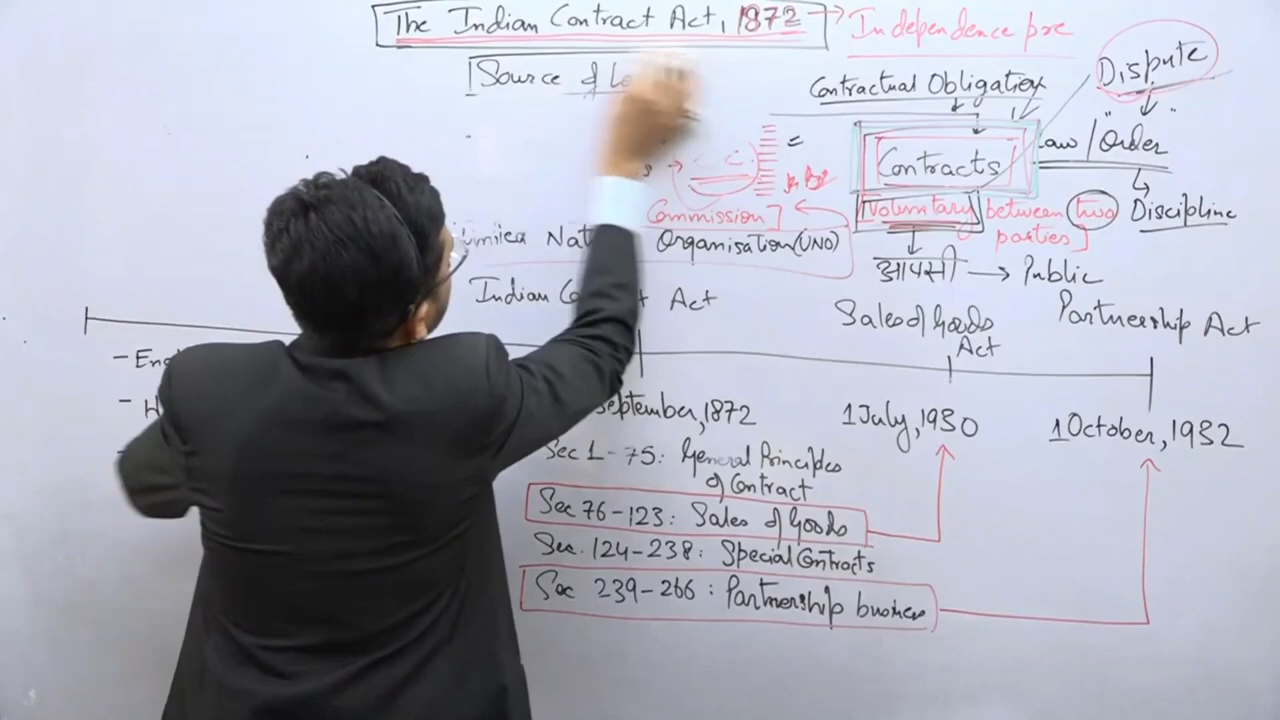 The Indian Contract Act, 1872 → Independence pre
Source of
Contractual Obligation
Dispute
Contracts
Law / "Order"
Discipline
Commission]
[Voluntary between two
parties]
Organisation (UNO)
आपसी → Public
Indian
Act
Sales of Goods
Act
Partnership Act
September, 1872
1 July, 1930
1 October, 1932
Sec 1-75: General Principles
of Contract
Sec 76-123: Sales of Goods
Sec. 124-238: Special Contracts
Sec 239-266: Partnership business